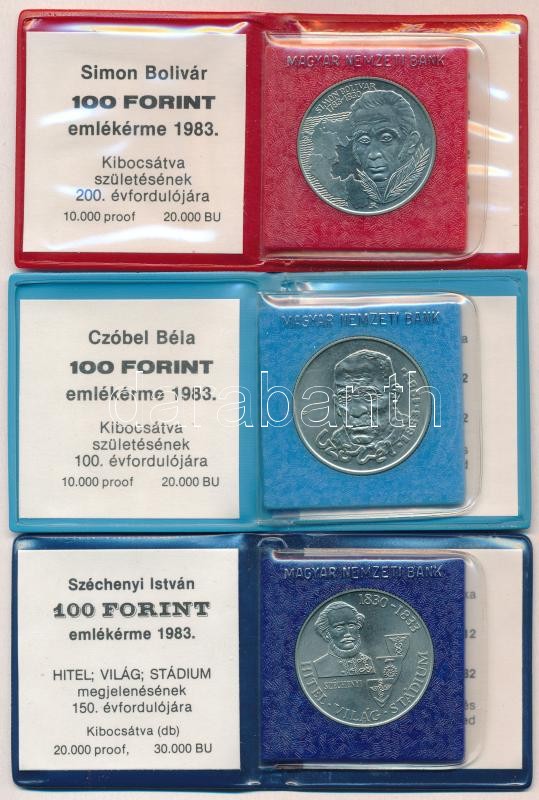 Simon Bolivár
100 FORINT
emlékérme 1983.
Kibocsátva
születésének
200. évfordulójára
10.000 proof 20.000 BU
MAGYAR NEMZETI BANK
SIMON BOLIVAR
1783-1830
Czóbel Béla
100 FORINT
emlékérme 1983.
Kibocsátva
születésének
100. évfordulójára
10.000 proof 20.000 BU
MAGYAR NEMZETI BANK
darabanth
Széchenyi István
100 FORINT
emlékérme 1983.
HITEL; VILÁG; STÁDIUM
megjelenésének
150. évfordulójára
Kibocsátva (db)
20.000 proof, 30.000 BU
MAGYAR NEMZETI BANK
1830-1833
SZÉCHENYI
HITEL·VILÁG·STÁDIUM